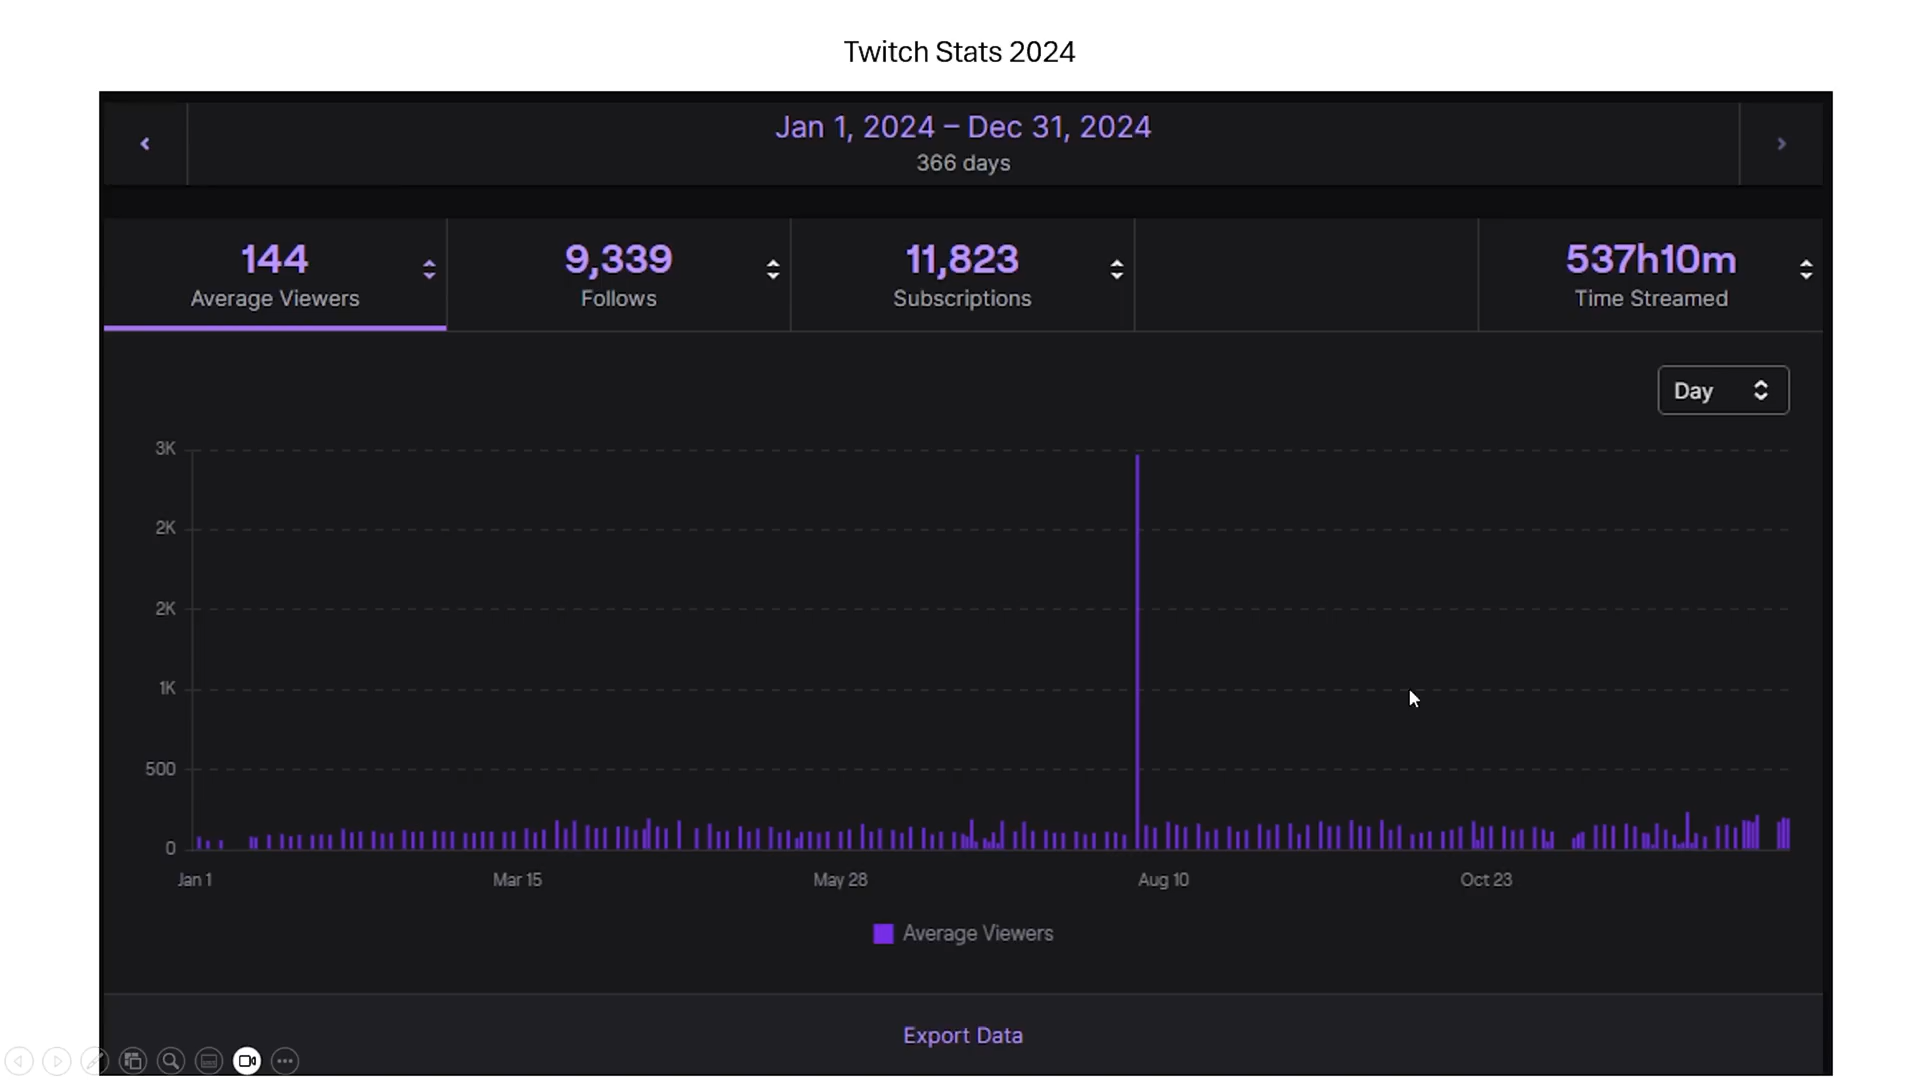 Twitch Stats 2024
Jan 1, 2024 – Dec 31, 2024
366 days
144
Average Viewers
9,339
Follows
11,823
Subscriptions
537h10m
Time Streamed
Day
3K
2K
2K
1K
500
0
Jan 1
Mar 15
May 28
Aug 10
Oct 23
Average Viewers
Export Data